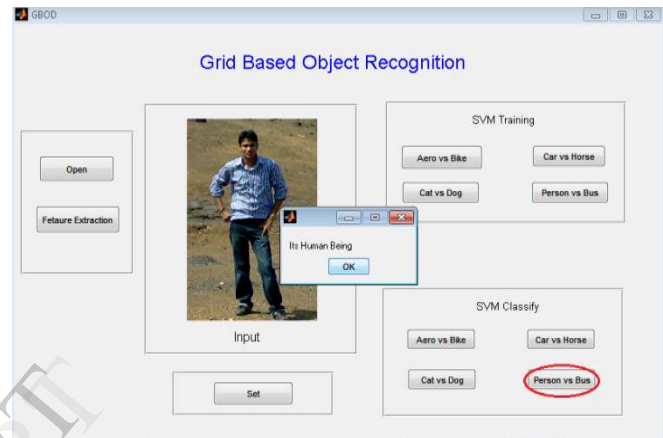 GBOD
Grid Based Object Recognition
Open
Fetaure Extraction
Input
Set
Its Human Being
OK
SVM Training
Aero vs Bike
Car vs Horse
Cat vs Dog
Person vs Bus
SVM Classify
Aero vs Bike
Car vs Horse
Cat vs Dog
Person vs Bus